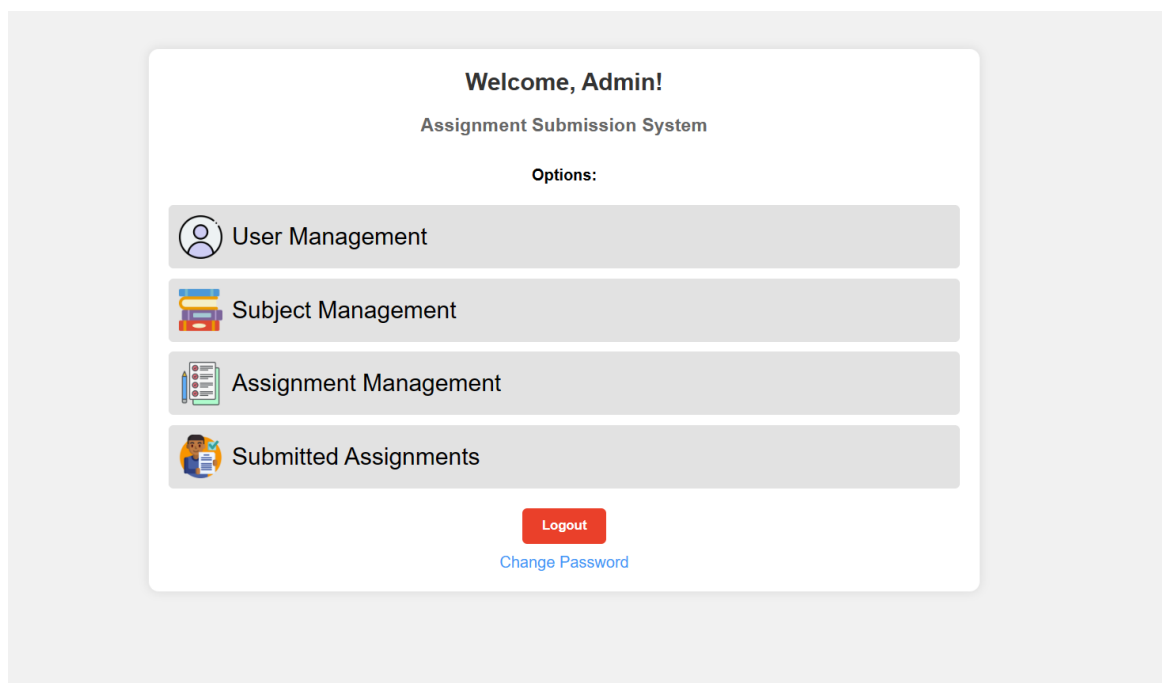 Welcome, Admin!
Assignment Submission System
Options:
User Management
Subject Management
Assignment Management
Submitted Assignments
Logout
Change Password